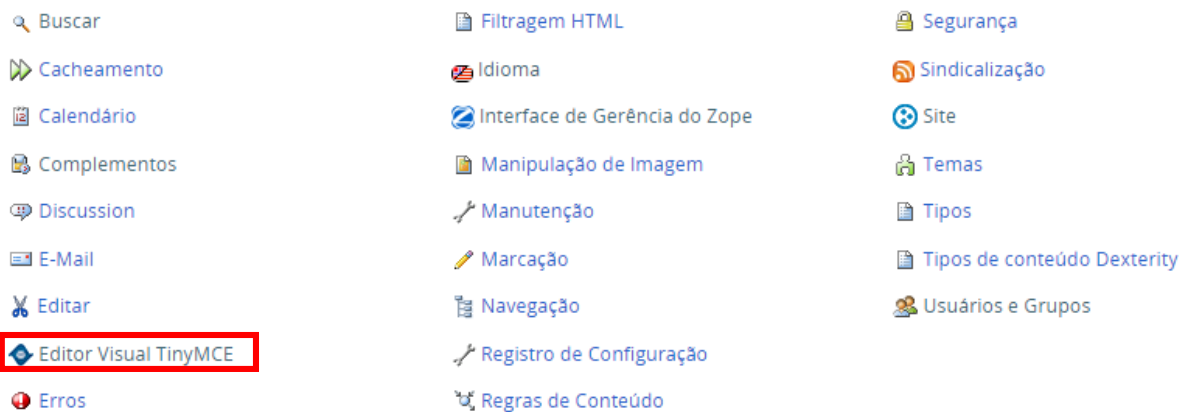 Buscar
Cacheamento
Calendário
Complementos
Discussion
E-Mail
Editar
Editor Visual TinyMCE
Erros
Filtragem HTML
Idioma
Interface de Gerência do Zope
Manipulação de Imagem
Manutenção
Marcação
Navegação
Registro de Configuração
Regras de Conteúdo
Segurança
Sindicalização
Site
Temas
Tipos
Tipos de conteúdo Dexterity
Usuários e Grupos